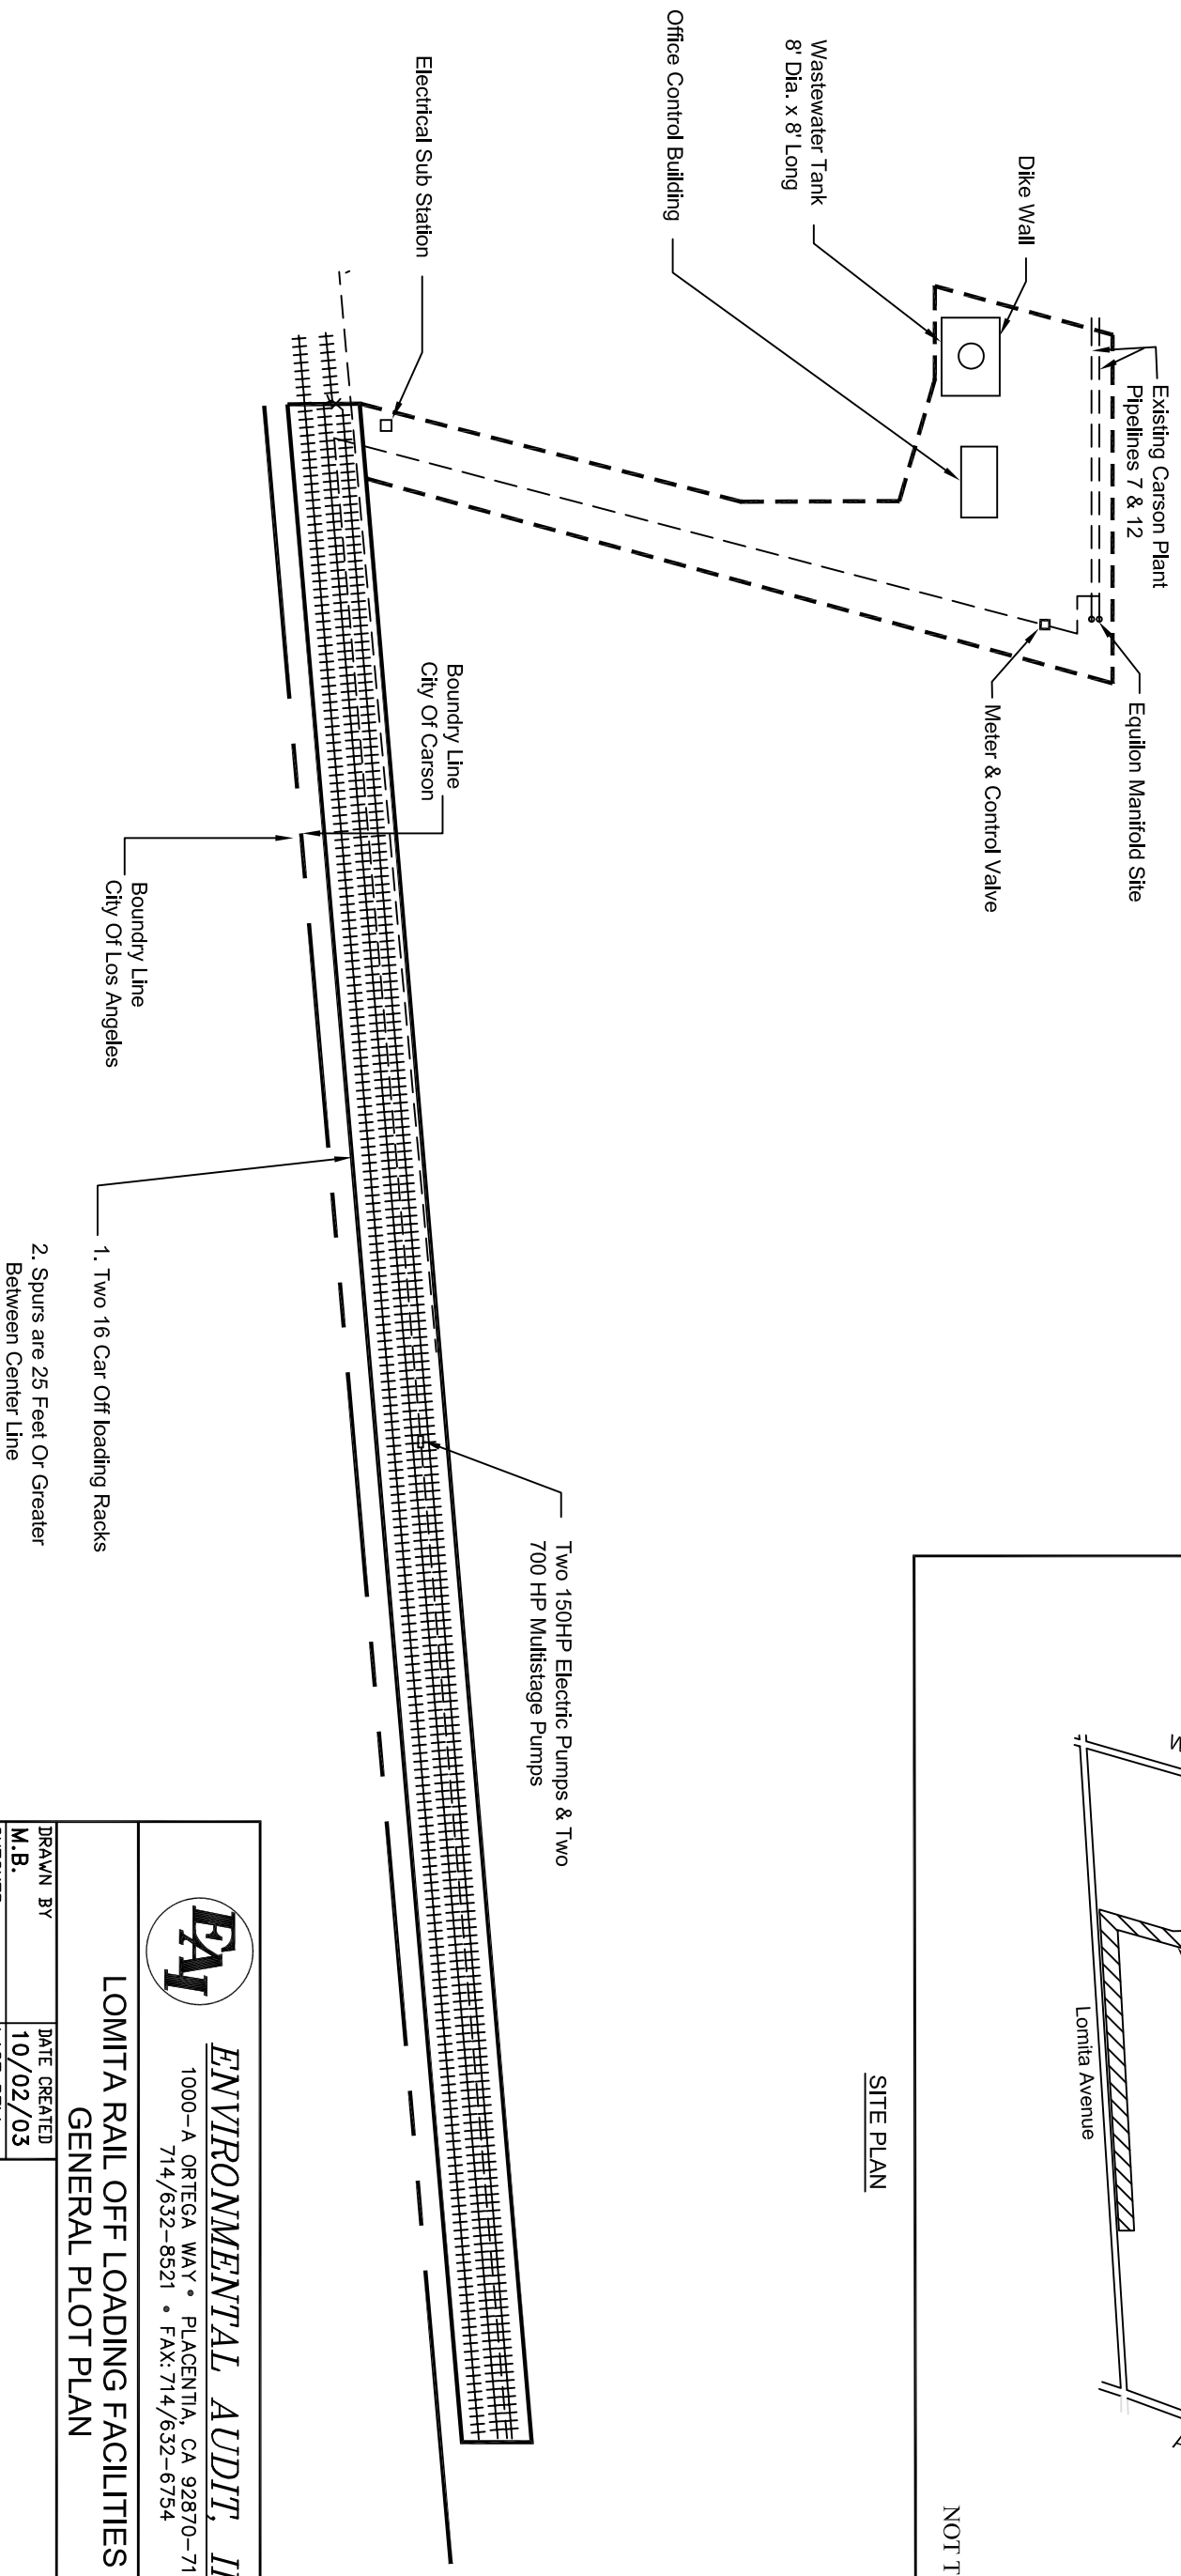 Existing Carson Plant
Pipelines 7 & 12
Equilon Manifold Site
Dike Wall
Meter & Control Valve
Wastewater Tank
8' Dia. x 8' Long
Office Control Building
Electrical Sub Station
Boundry Line
City Of Carson
Boundry Line
City Of Los Angeles
Two 150HP Electric Pumps & Two
700 HP Multistage Pumps
1. Two 16 Car Off loading Racks
2. Spurs are 25 Feet Or Greater
Between Center Line
Lomita Avenue
SITE PLAN
NOT T
EAI
ENVIRONMENTAL AUDIT,
1000-A ORTEGA WAY • PLACENTIA, CA 92870-71
714/632-8521 • FAX: 714/632-6754
LOMITA RAIL OFF LOADING FACILITIES
GENERAL PLOT PLAN
DRAWN BY
M.B.
DATE CREATED
10/02/03